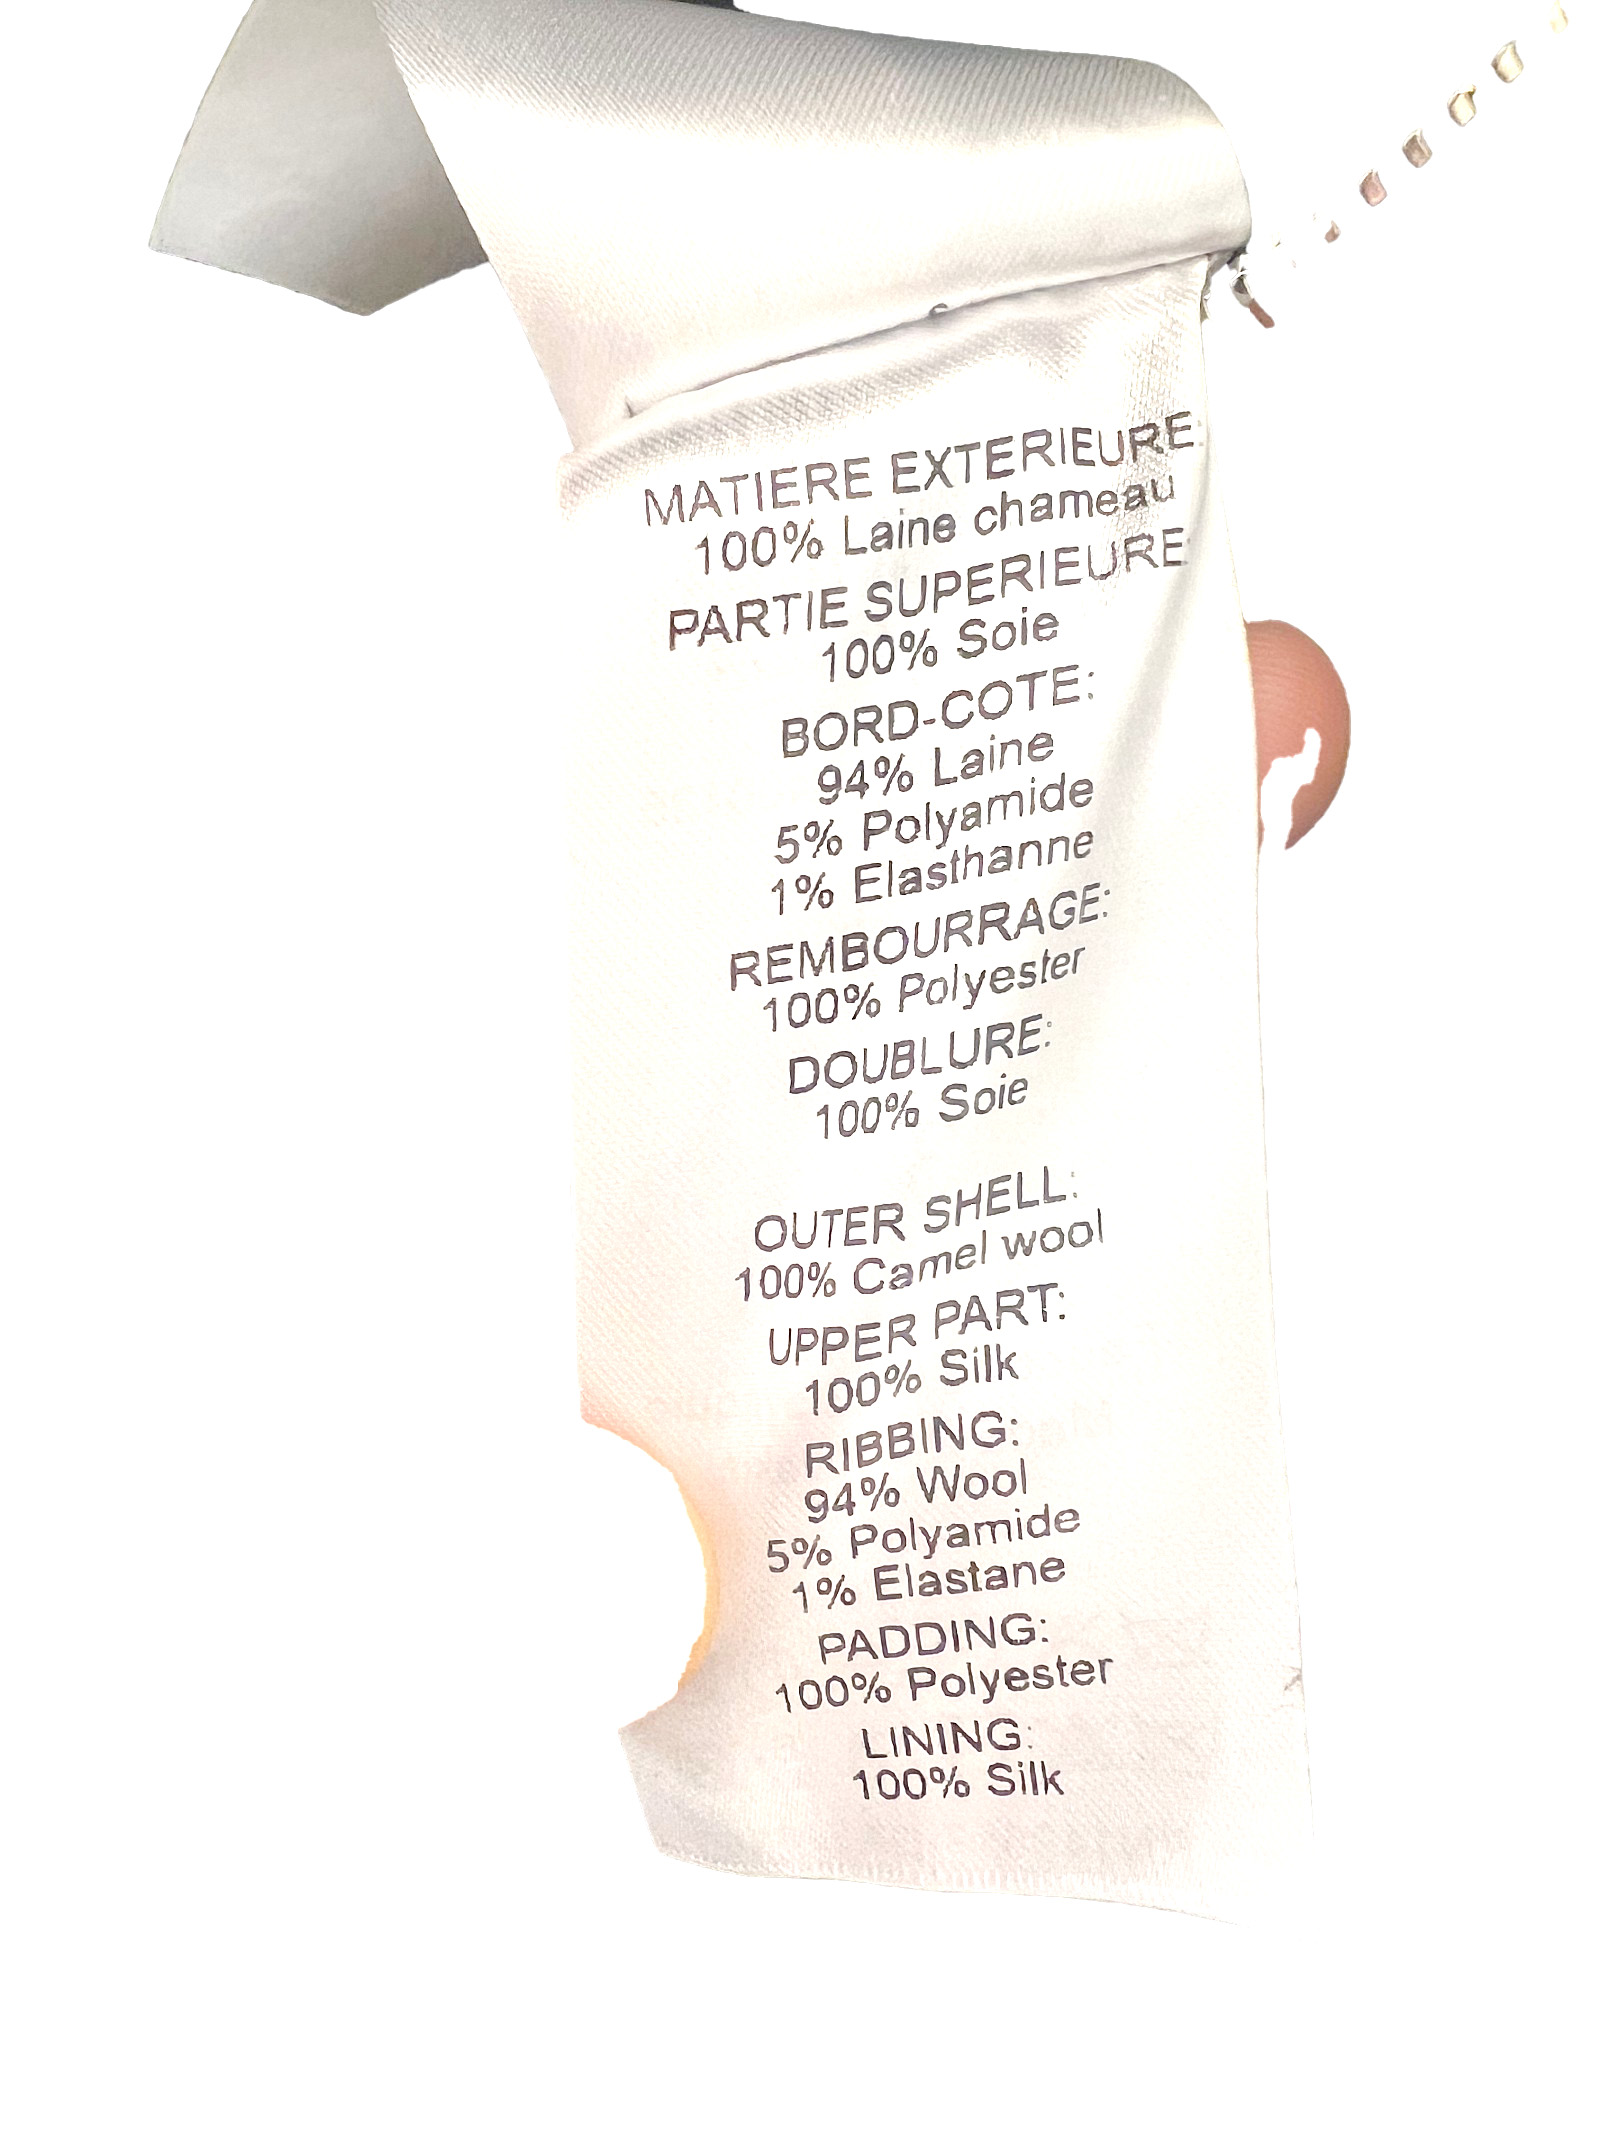 MATIERE EXTERIEURE:
100% Laine chameau
PARTIE SUPERIEURE:
100% Soie
BORD-COTE:
94% Laine
5% Polyamide
1% Elasthanne
REMBOURRAGE:
100% Polyester
DOUBLURE:
100% Soie
OUTER SHELL:
100% Camel wool
UPPER PART:
100% Silk
RIBBING:
94% Wool
5% Polyamide
1% Elastane
PADDING:
100% Polyester
LINING:
100% Silk